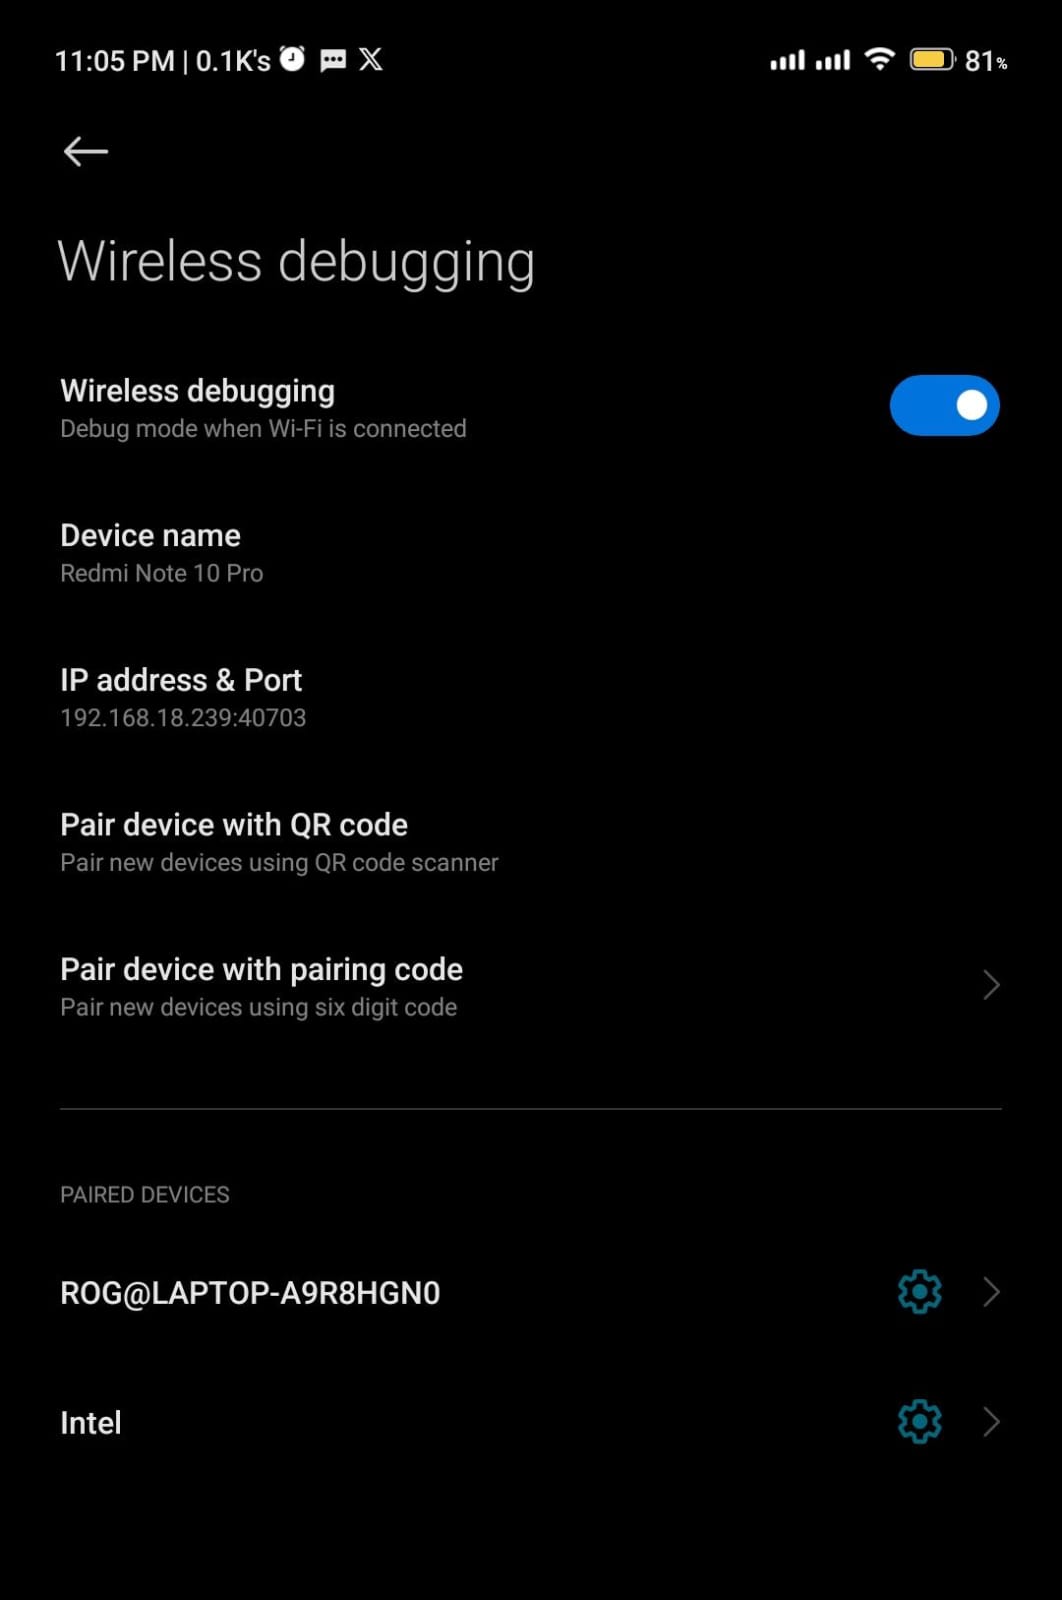 11:05 PM | 0.1K's 81%
Wireless debugging
Wireless debugging
Debug mode when Wi-Fi is connected
Device name
Redmi Note 10 Pro
IP address & Port
192.168.18.239:40703
Pair device with QR code
Pair new devices using QR code scanner
Pair device with pairing code
Pair new devices using six digit code
PAIRED DEVICES
ROG@LAPTOP-A9R8HGN0
Intel